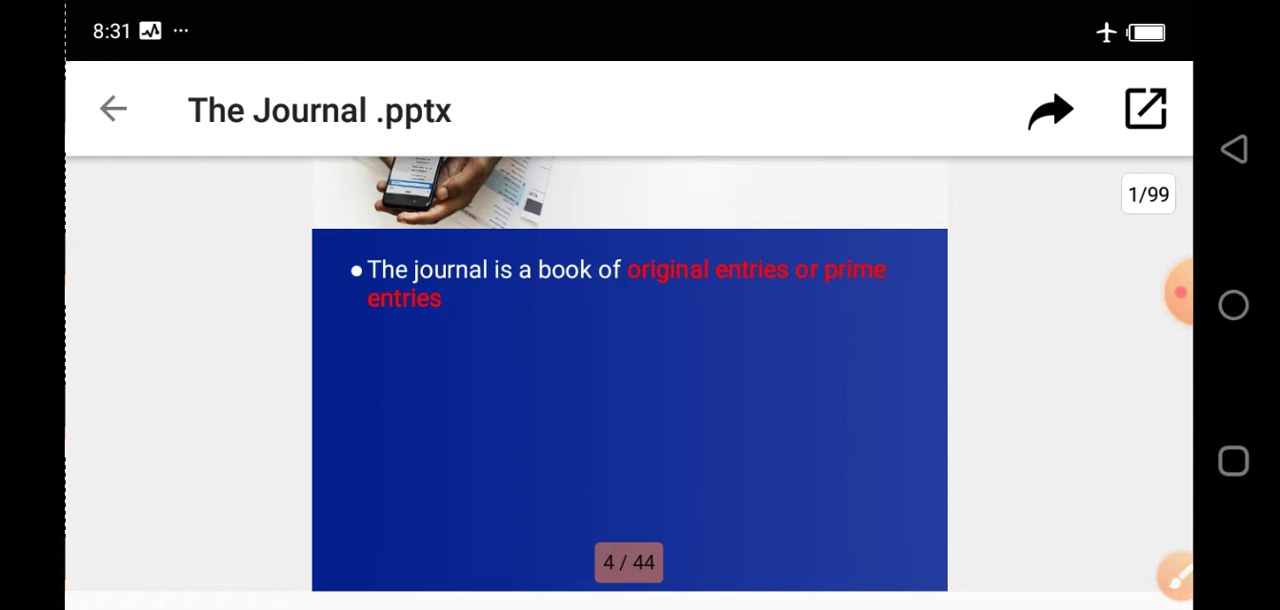 8:31 ...
The Journal .pptx
1/99
● The journal is a book of original entries or prime
entries
4 / 44